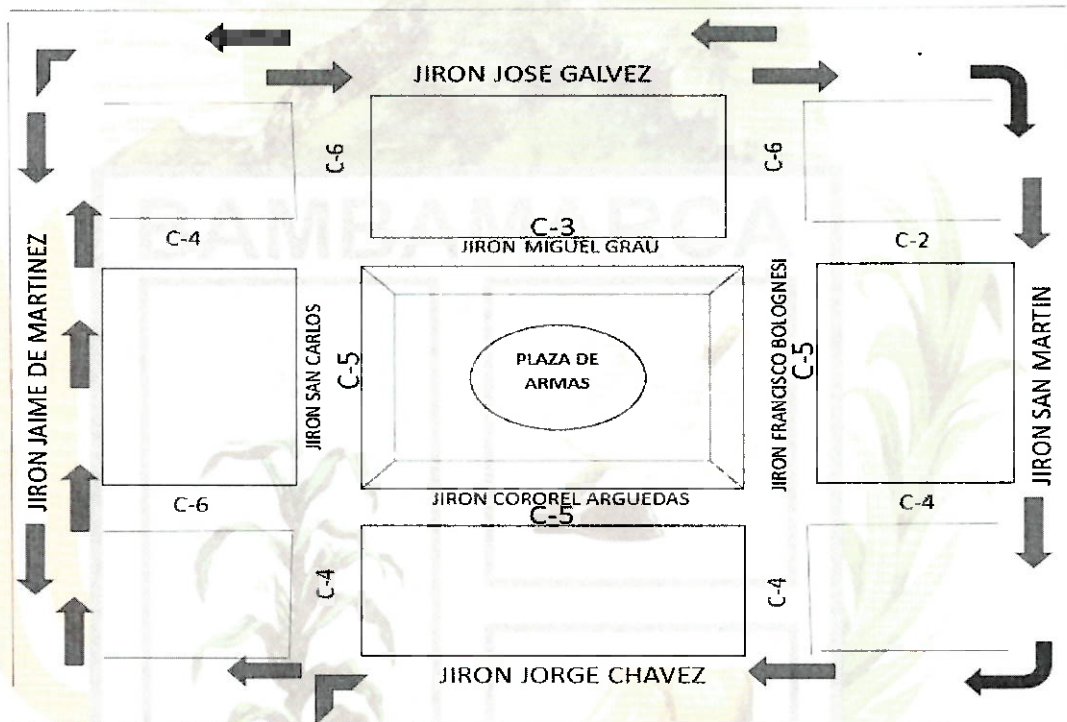 JIRON JOSE GALVEZ
C-6
C-6
C-3
JIRON MIGUEL GRAU
C-4
C-2
BAMBAMARCA
JIRON JAIME DE MARTINEZ
JIRON SAN CARLOS
C-5
PLAZA DE
ARMAS
JIRON FRANCISCO BOLOGNESI
C-5
JIRON SAN MARTIN
JIRON COROREL ARGUEDAS
C-5
C-6
C-4
C-4
C-4
JIRON JORGE CHAVEZ